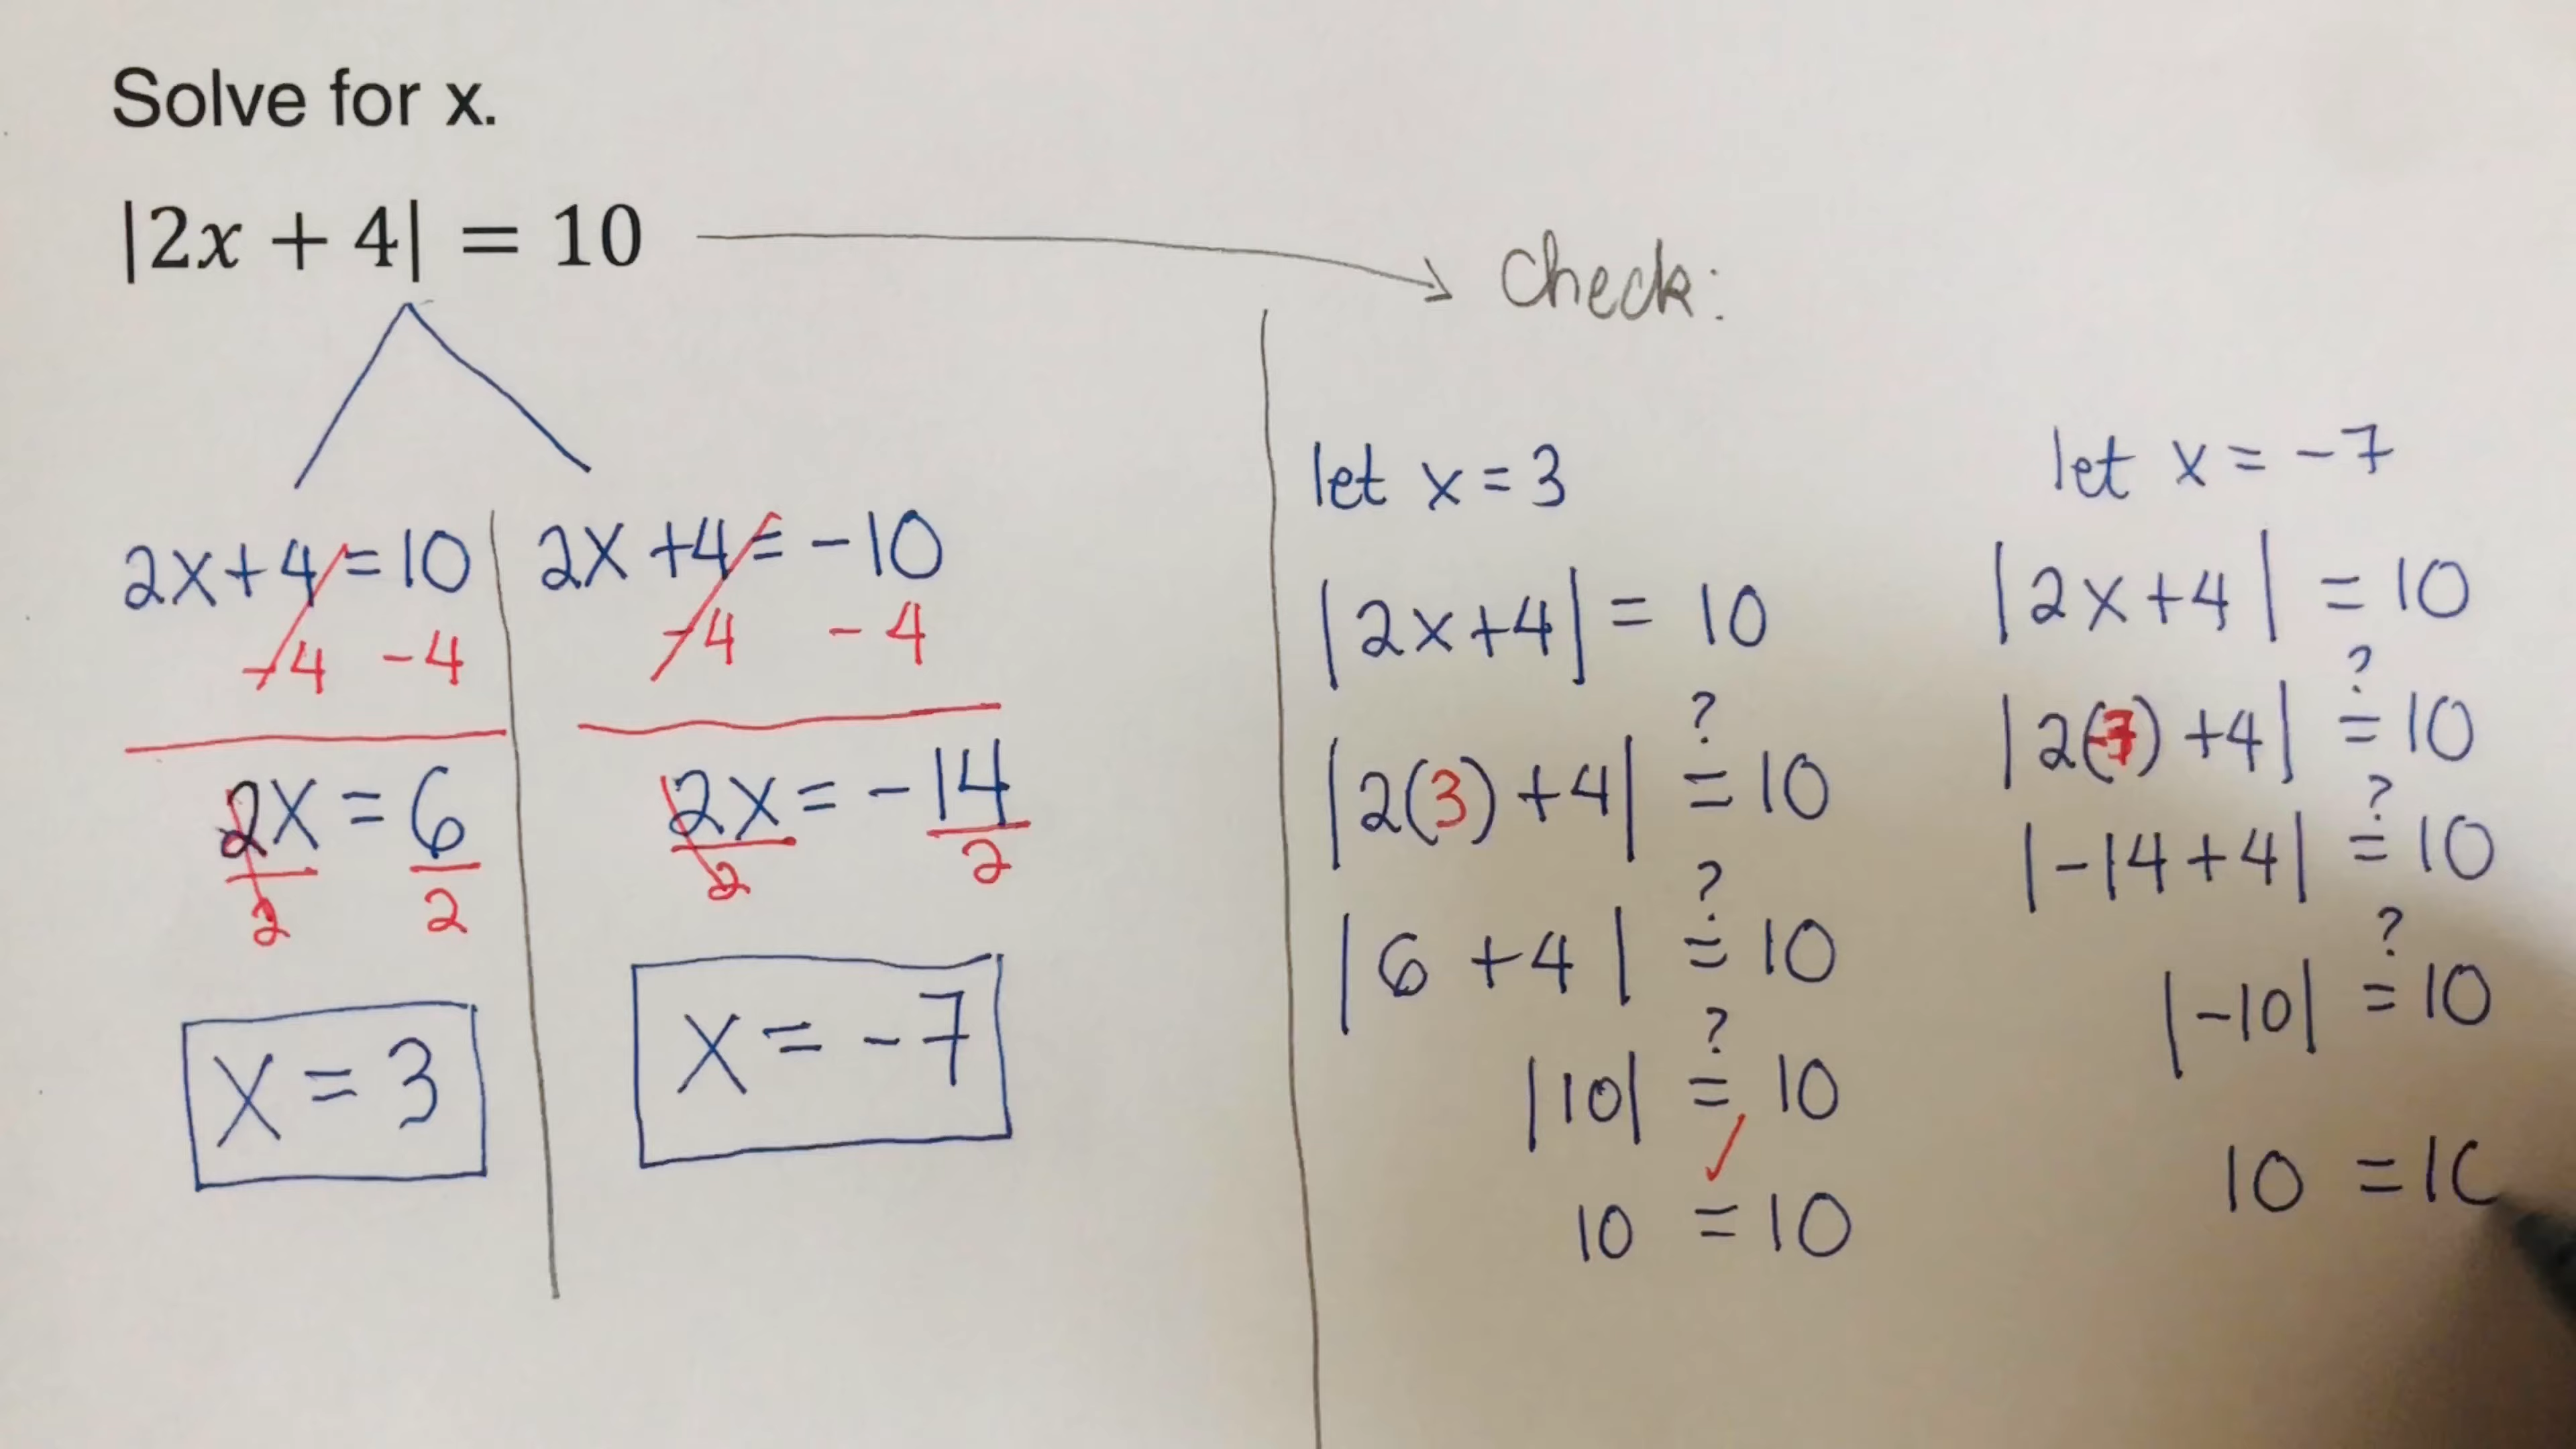 Solve for x.
|2x + 4| = 10
2x+4=10
-4 -4
2x = 6
2 2
x = 3
2x +4= -10
-4 -4
2x = -14
2 2
x = -7
Check:
let x = 3
|2x+4| = 10
?
|2(3)+4| = 10
?
|6 +4| = 10
?
|10| = 10
✓
10 = 10
let x = -7
|2x+4| = 10
?
|2(-7)+4| = 10
?
|-14+4| = 10
?
|-10| = 10
10 = 10